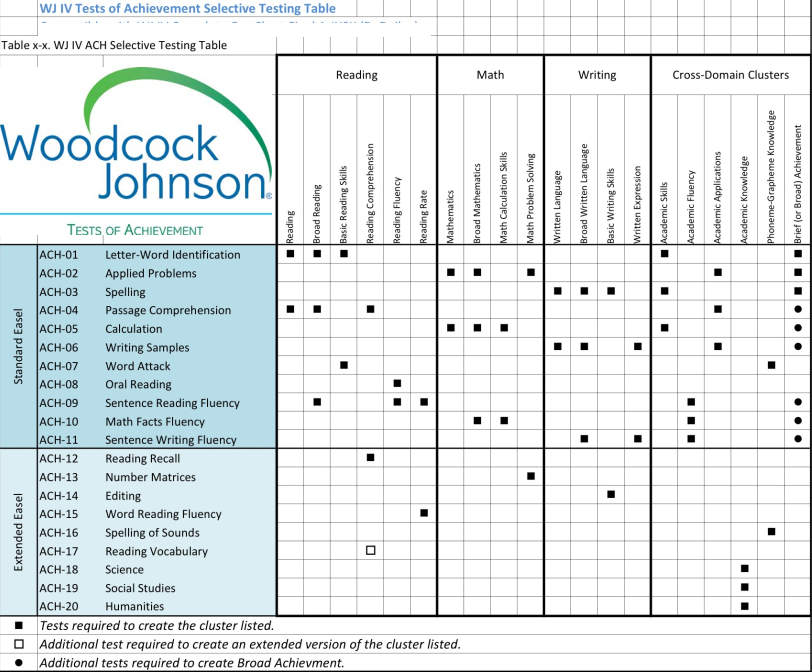 WJ IV Tests of Achievement Selective Testing Table
Table x-x. WJ IV ACH Selective Testing Table
Reading Math Writing Cross-Domain Clusters
Woodcock
Johnson®
TESTS OF ACHIEVEMENT
Reading
Broad Reading
Basic Reading Skills
Reading Comprehension
Reading Fluency
Reading Rate
Mathematics
Broad Mathematics
Math Calculation Skills
Math Problem Solving
Written Language
Broad Written Language
Basic Writing Skills
Written Expression
Academic Skills
Academic Fluency
Academic Applications
Academic Knowledge
Phoneme-Grapheme Knowledge
Brief (or Broad) Achievement
Standard Easel
ACH-01 Letter-Word Identification
ACH-02 Applied Problems
ACH-03 Spelling
ACH-04 Passage Comprehension
ACH-05 Calculation
ACH-06 Writing Samples
ACH-07 Word Attack
ACH-08 Oral Reading
ACH-09 Sentence Reading Fluency
ACH-10 Math Facts Fluency
ACH-11 Sentence Writing Fluency
Extended Easel
ACH-12 Reading Recall
ACH-13 Number Matrices
ACH-14 Editing
ACH-15 Word Reading Fluency
ACH-16 Spelling of Sounds
ACH-17 Reading Vocabulary
ACH-18 Science
ACH-19 Social Studies
ACH-20 Humanities
■ Tests required to create the cluster listed.
□ Additional test required to create an extended version of the cluster listed.
● Additional tests required to create Broad Achievment.